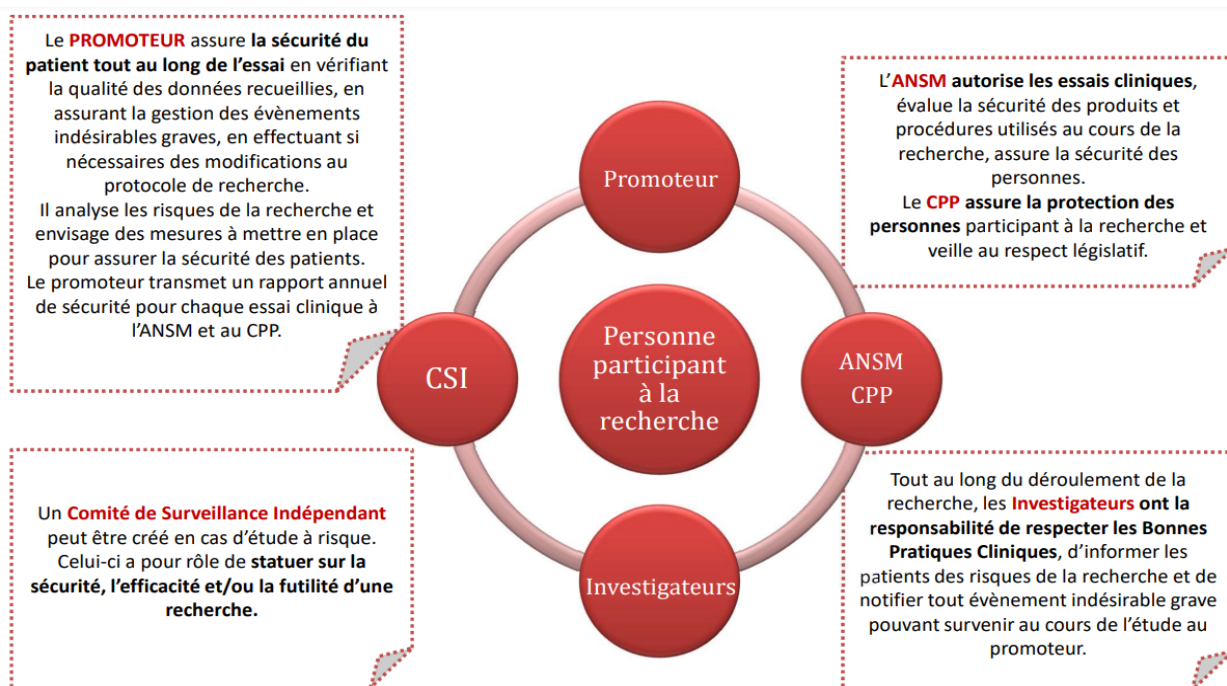 Le PROMOTEUR assure la sécurité du
patient tout au long de l'essai en vérifiant
la qualité des données recueillies, en
assurant la gestion des évènements
indésirables graves, en effectuant si
nécessaires des modifications au
protocole de recherche.
Il analyse les risques de la recherche et
envisage des mesures à mettre en place
pour assurer la sécurité des patients.
Le promoteur transmet un rapport annuel
de sécurité pour chaque essai clinique à
l'ANSM et au CPP.
L'ANSM autorise les essais cliniques,
évalue la sécurité des produits et
procédures utilisés au cours de la
recherche, assure la sécurité des
personnes.
Le CPP assure la protection des
personnes participant à la recherche et
veille au respect législatif.
Promoteur
CSI
Personne
participant
à la
recherche
ANSM
CPP
Investigateurs
Un Comité de Surveillance Indépendant
peut être créé en cas d'étude à risque.
Celui-ci a pour rôle de statuer sur la
sécurité, l'efficacité et/ou la futilité d'une
recherche.
Tout au long du déroulement de la
recherche, les Investigateurs ont la
responsabilité de respecter les Bonnes
Pratiques Cliniques, d'informer les
patients des risques de la recherche et de
notifier tout évènement indésirable grave
pouvant survenir au cours de l'étude au
promoteur.